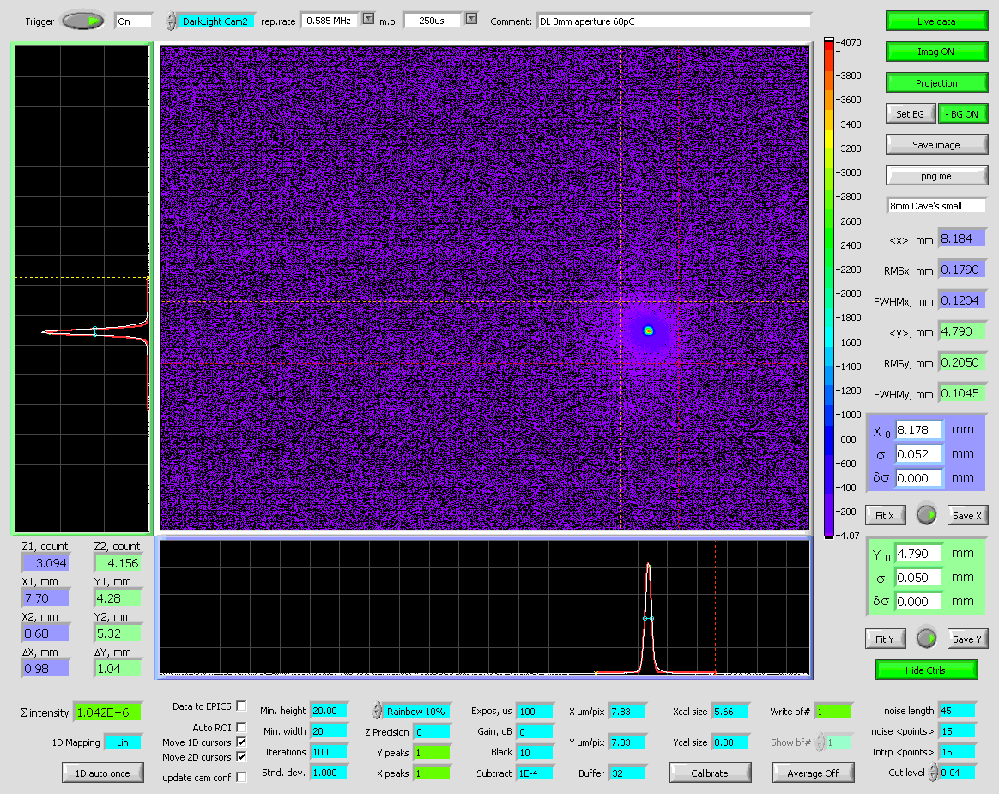 Trigger On DarkLight Cam2 rep.rate 0.585 MHz m.p. 250us Comment: DL 8mm aperture 60pC
Live data
Imag ON
Projection
Set BG - BG ON
Save image
png me
8mm Dave's small
<x>, mm 8.184
RMSx, mm 0.1790
FWHMx, mm 0.1204
<y>, mm 4.790
RMSy, mm 0.2050
FWHMy, mm 0.1045
X 0 8.178 mm
σ 0.052 mm
δσ 0.000 mm
Fit X Save X
Y 0 4.790 mm
σ 0.050 mm
δσ 0.000 mm
Fit Y Save Y
Hide Ctrls
-4070
-3800
-3600
-3400
-3200
-3000
-2800
-2600
-2400
-2200
-2000
-1800
-1600
-1400
-1200
-1000
-800
-600
-400
-200
-4.07
Z1, count Z2, count
3.094 4.156
X1, mm Y1, mm
7.70 4.28
X2, mm Y2, mm
8.68 5.32
ΔX, mm ΔY, mm
0.98 1.04
Σ intensity 1.042E+6
1D Mapping Lin
1D auto once
Data to EPICS
Auto ROI
Move 1D cursors
Move 2D cursors
update cam conf
Min. height 20.00
Min. width 20
Iterations 100
Stnd. dev. 1.000
Rainbow 10%
Z Precision 0
Y peaks 1
X peaks 1
Expos, us 100
Gain, dB 0
Black 10
Subtract 1E-4
X um/pix 7.83
Y um/pix 7.83
Buffer 32
Xcal size 5.66
Ycal size 8.00
Calibrate
Write bf# 1
Show bf# 1
Average Off
noise length 45
noise <points> 15
Intrp <points> 15
Cut level 0.04